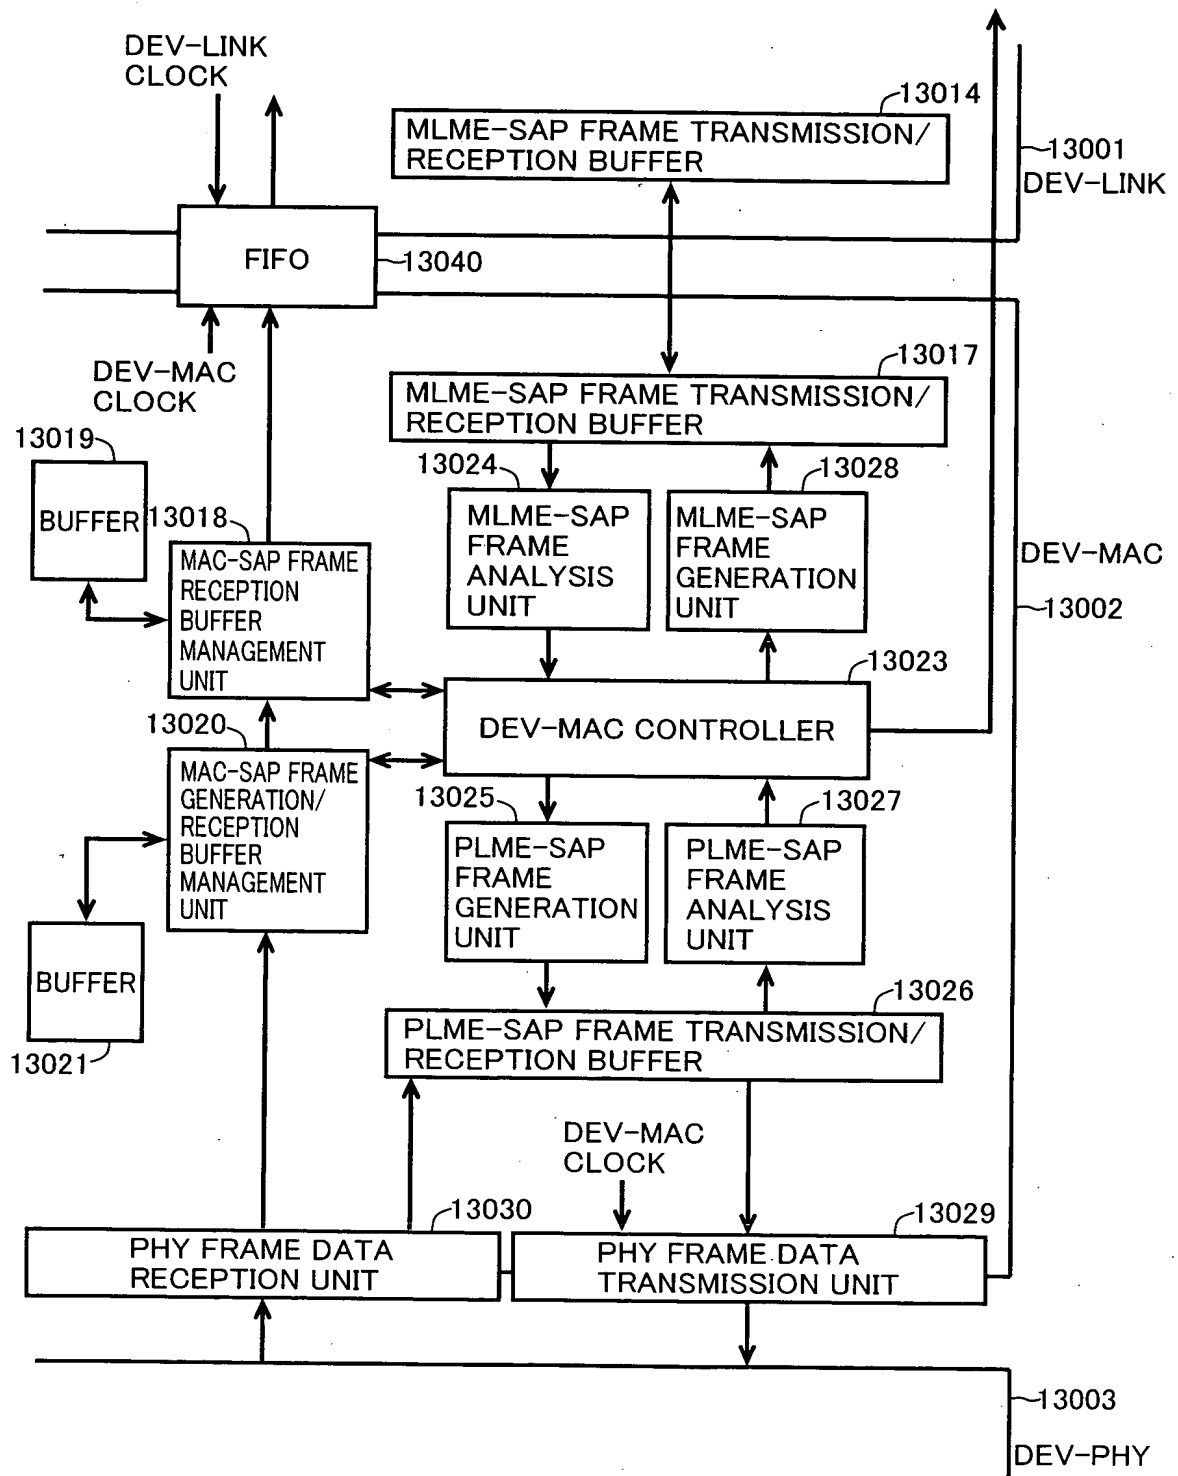 DEV-LINK
CLOCK
13014
MLME-SAP FRAME TRANSMISSION/
RECEPTION BUFFER
13001
DEV-LINK
FIFO
13040
DEV-MAC
CLOCK
13017
MLME-SAP FRAME TRANSMISSION/
RECEPTION BUFFER
13019
BUFFER
13018
MAC-SAP FRAME
RECEPTION
BUFFER
MANAGEMENT
UNIT
13024
MLME-SAP
FRAME
ANALYSIS
UNIT
13028
MLME-SAP
FRAME
GENERATION
UNIT
DEV-MAC
13002
13023
DEV-MAC CONTROLLER
13020
MAC-SAP FRAME
GENERATION/
RECEPTION
BUFFER
MANAGEMENT
UNIT
13025
PLME-SAP
FRAME
GENERATION
UNIT
13027
PLME-SAP
FRAME
ANALYSIS
UNIT
BUFFER
13021
13026
PLME-SAP FRAME TRANSMISSION/
RECEPTION BUFFER
DEV-MAC
CLOCK
13030
PHY FRAME DATA
RECEPTION UNIT
13029
PHY FRAME DATA
TRANSMISSION UNIT
13003
DEV-PHY